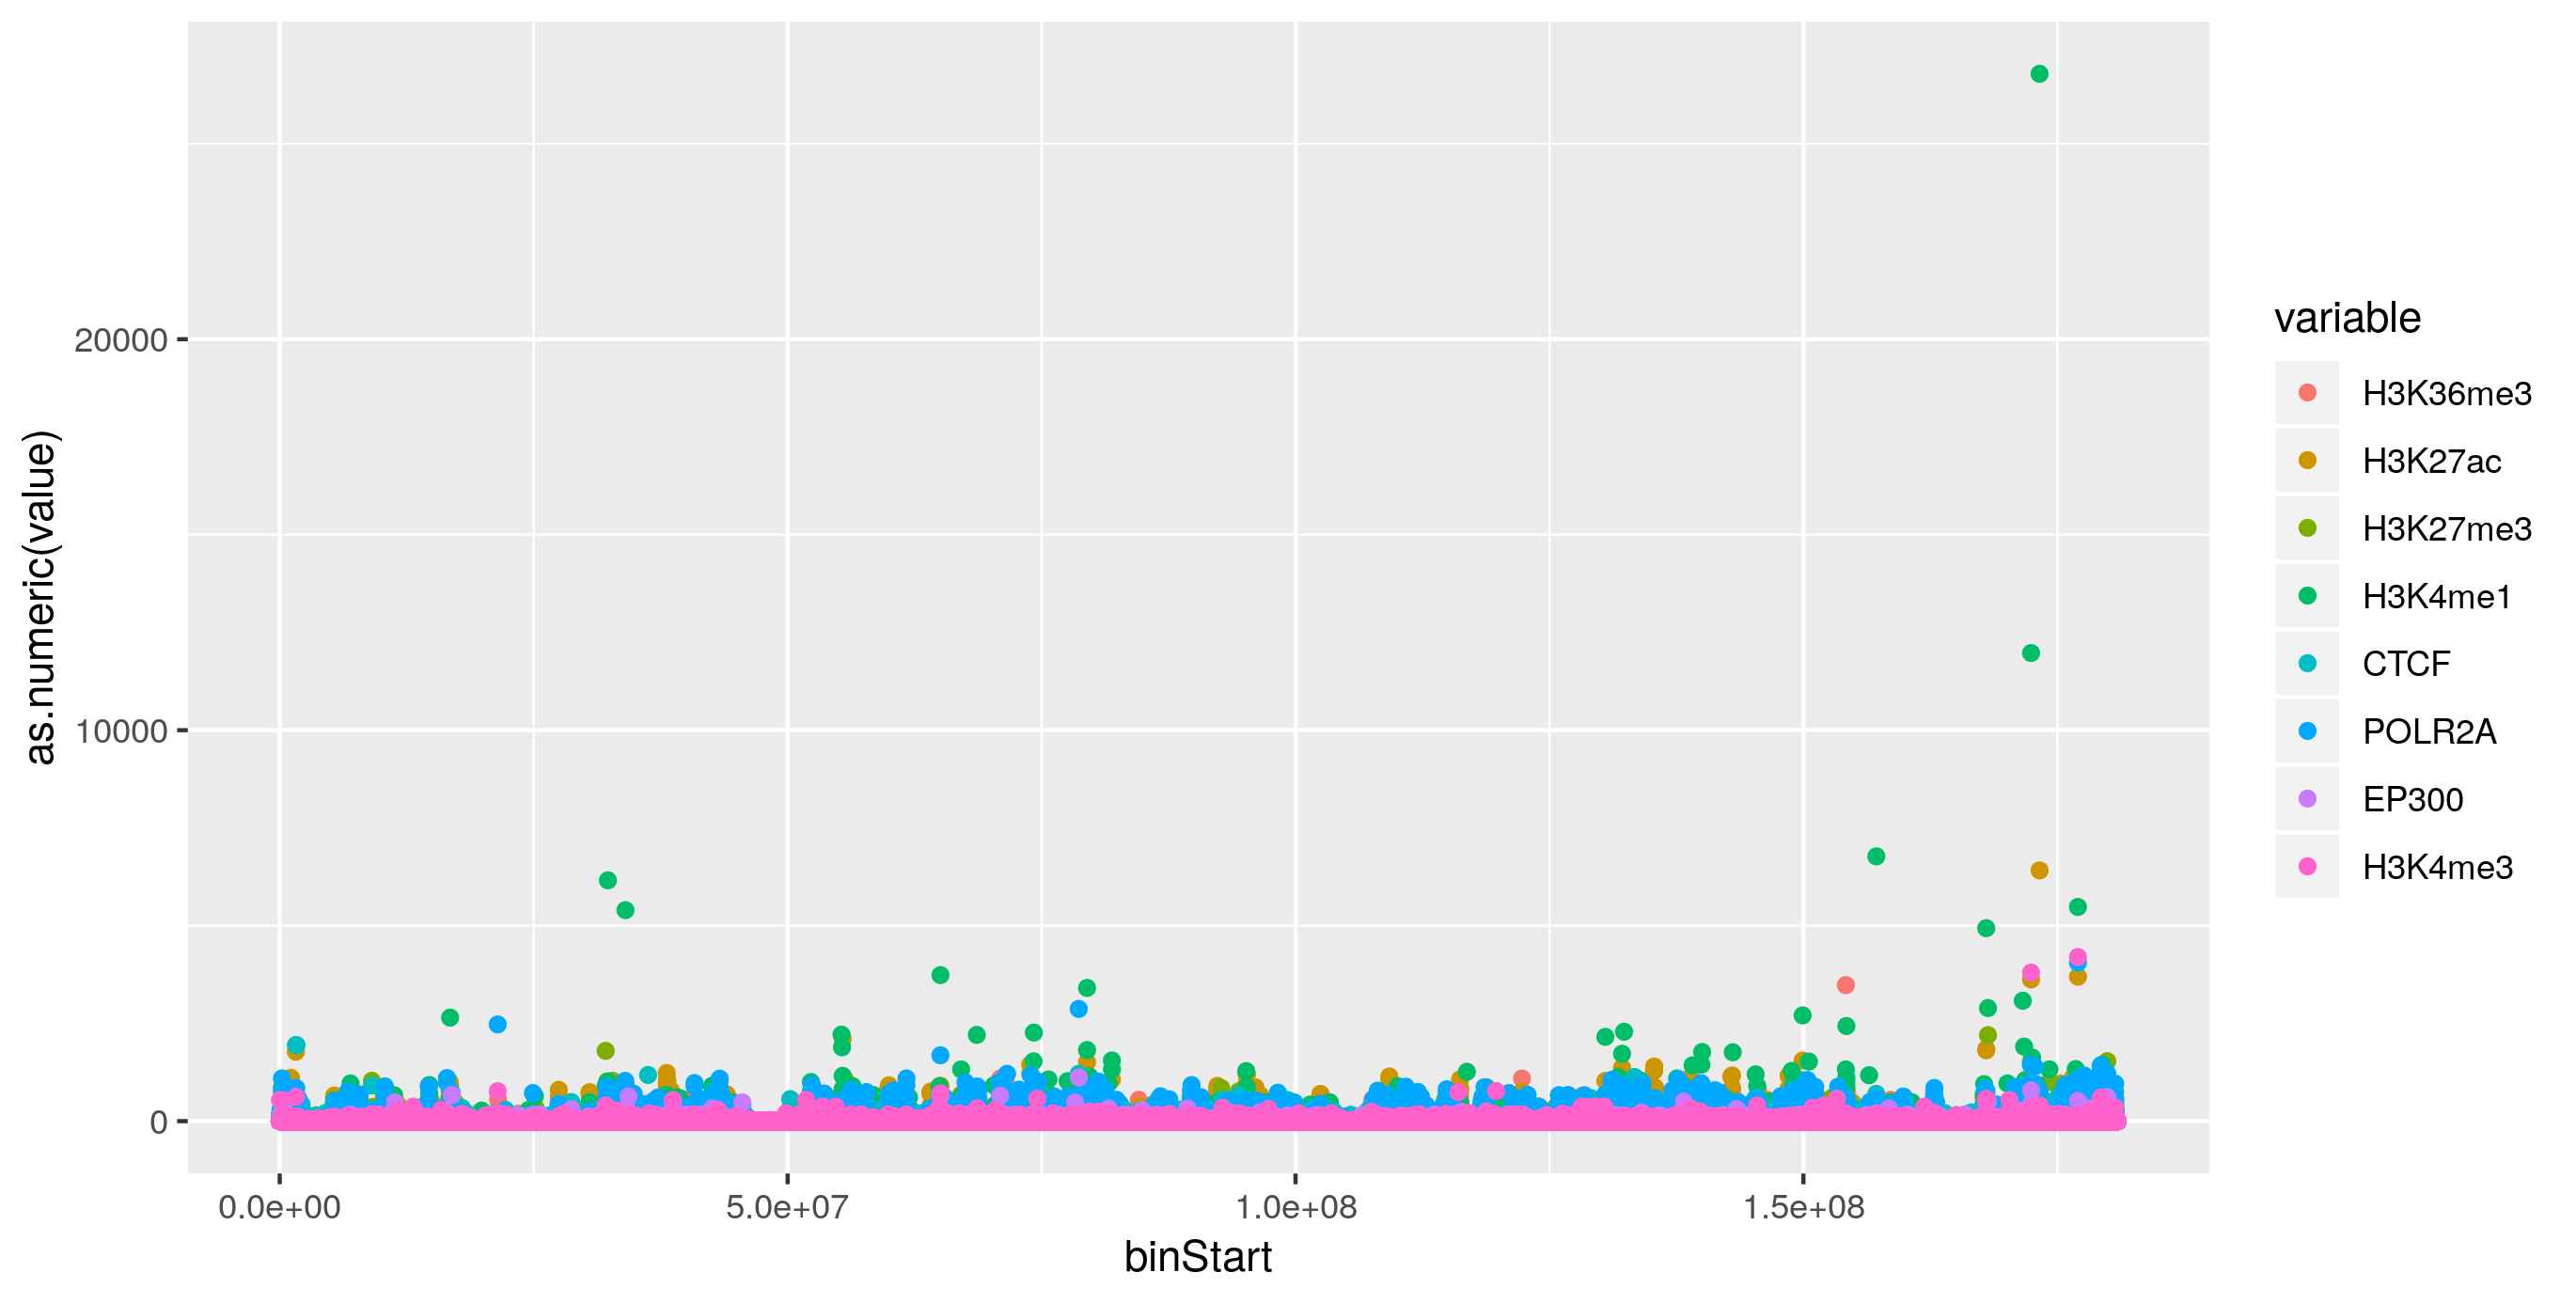 as.numeric(value)
20000
10000
0
0.0e+00
5.0e+07
1.0e+08
1.5e+08
binStart
variable
H3K36me3
H3K27ac
H3K27me3
H3K4me1
CTCF
POLR2A
EP300
H3K4me3